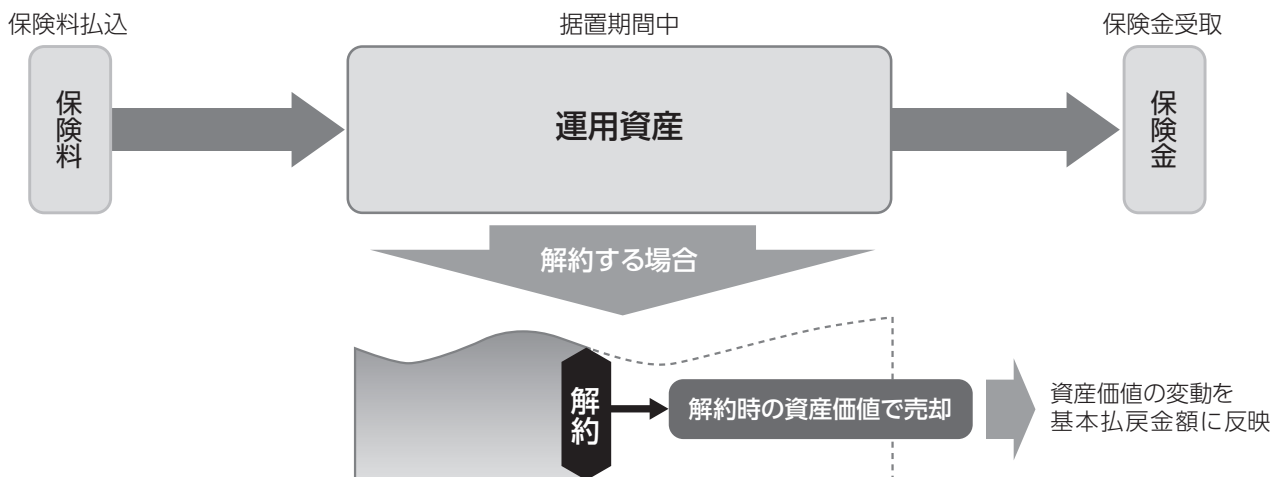 保険料払込
据置期間中
保険金受取
保険料
運用資産
保険金
解約する場合
解約
解約時の資産価値で売却
資産価値の変動を
基本払戻金額に反映